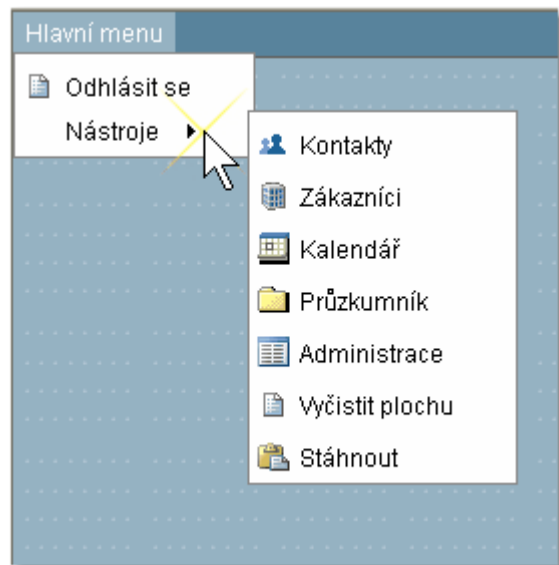 Hlavní menu
Odhlásit se
Nástroje
Kontakty
Zákazníci
Kalendář
Průzkumník
Administrace
Vyčistit plochu
Stáhnout